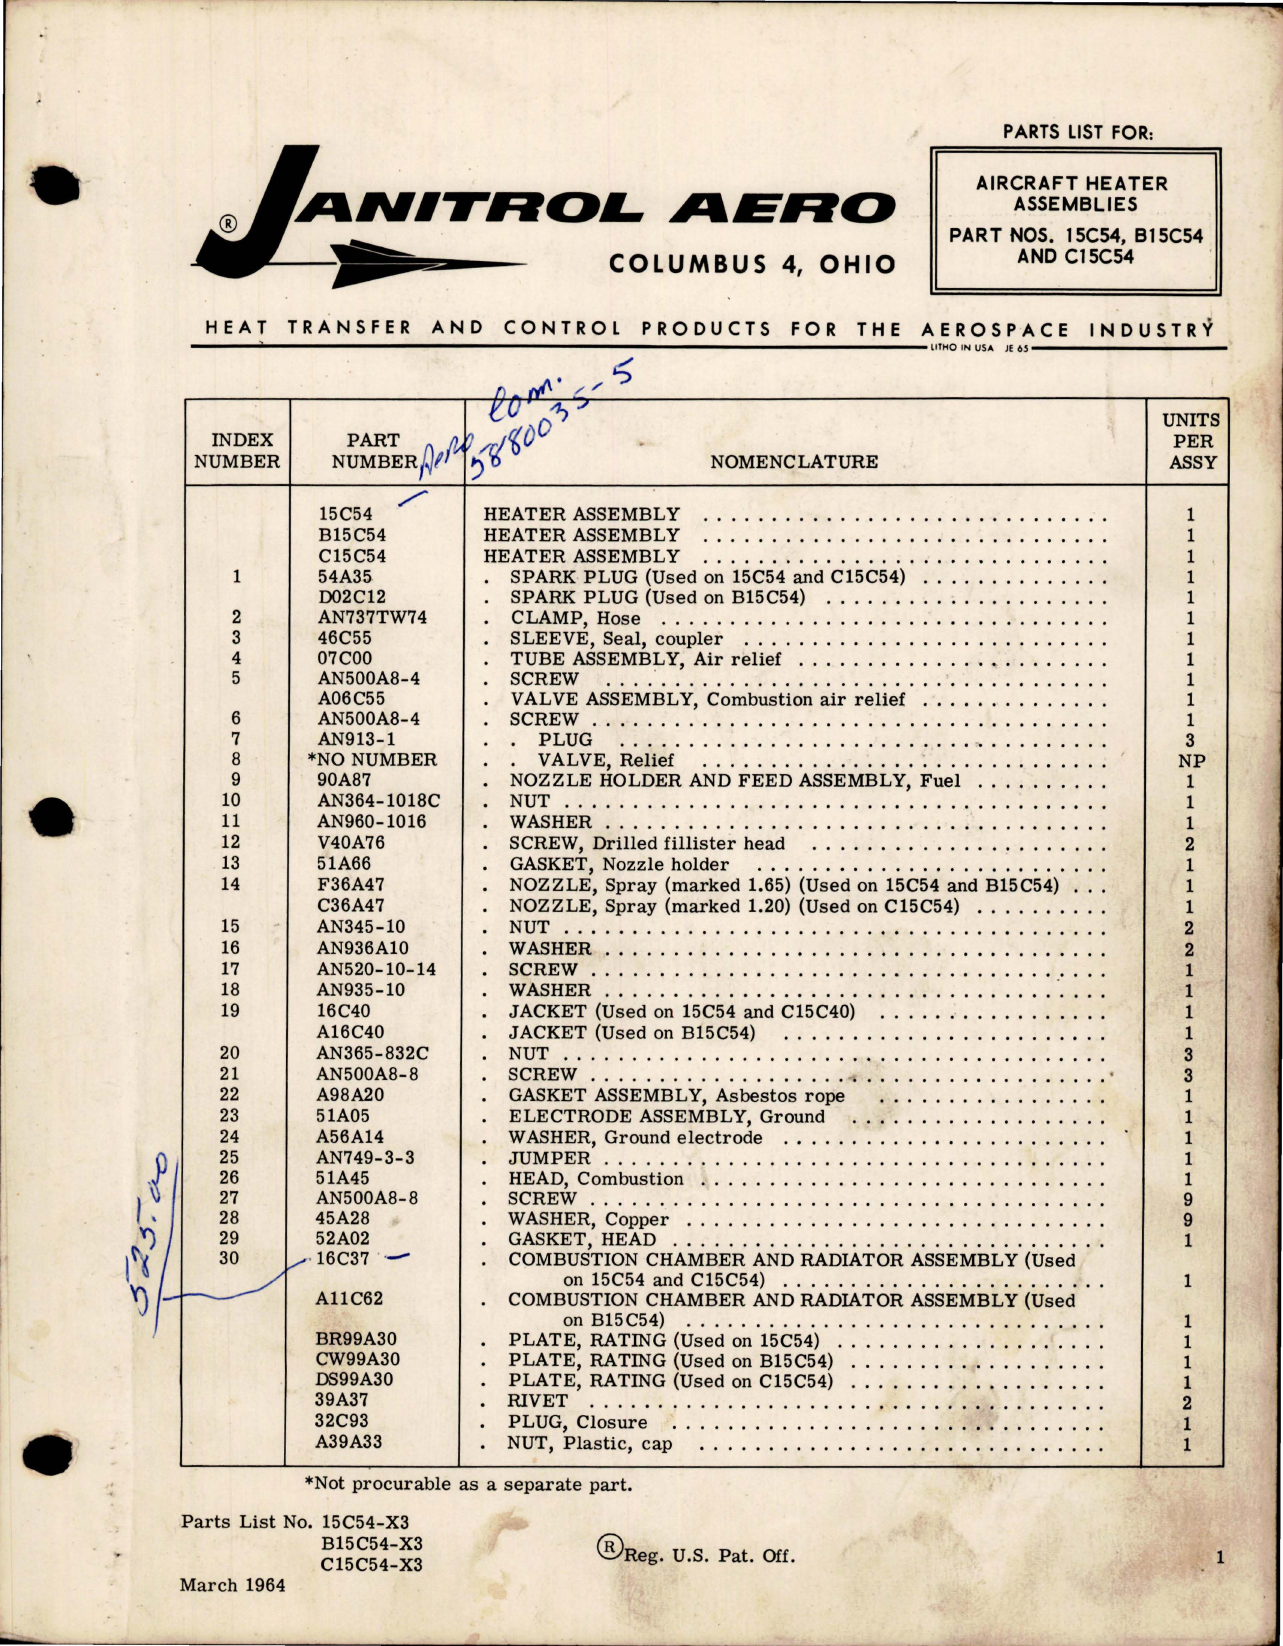 PARTS LIST FOR:
AIRCRAFT HEATER
ASSEMBLIES
PART NOS. 15C54, B15C54
AND C15C54
® JANITROL AERO
COLUMBUS 4, OHIO
HEAT TRANSFER AND CONTROL PRODUCTS FOR THE AEROSPACE INDUSTRY
LITHO IN USA JE 65
Aero Com.
5880035-5
INDEX NUMBER PART NUMBER NOMENCLATURE UNITS PER ASSY
15C54 HEATER ASSEMBLY 1
B15C54 HEATER ASSEMBLY 1
C15C54 HEATER ASSEMBLY 1
1 54A35 . SPARK PLUG (Used on 15C54 and C15C54) 1
D02C12 . SPARK PLUG (Used on B15C54) 1
2 AN737TW74 . CLAMP, Hose 1
3 46C55 . SLEEVE, Seal, coupler 1
4 07C00 . TUBE ASSEMBLY, Air relief 1
5 AN500A8-4 . SCREW 1
A06C55 . VALVE ASSEMBLY, Combustion air relief 1
6 AN500A8-4 . SCREW 1
7 AN913-1 . . PLUG 3
8 *NO NUMBER . . VALVE, Relief NP
9 90A87 . NOZZLE HOLDER AND FEED ASSEMBLY, Fuel 1
10 AN364-1018C . NUT 1
11 AN960-1016 . WASHER 1
12 V40A76 . SCREW, Drilled fillister head 2
13 51A66 . GASKET, Nozzle holder 1
14 F36A47 . NOZZLE, Spray (marked 1.65) (Used on 15C54 and B15C54) 1
C36A47 . NOZZLE, Spray (marked 1.20) (Used on C15C54) 1
15 AN345-10 . NUT 2
16 AN936A10 . WASHER 2
17 AN520-10-14 . SCREW 1
18 AN935-10 . WASHER 1
19 16C40 . JACKET (Used on 15C54 and C15C40) 1
A16C40 . JACKET (Used on B15C54) 1
20 AN365-832C . NUT 3
21 AN500A8-8 . SCREW 3
22 A98A20 . GASKET ASSEMBLY, Asbestos rope 1
23 51A05 . ELECTRODE ASSEMBLY, Ground 1
24 A56A14 . WASHER, Ground electrode 1
25 AN749-3-3 . JUMPER 1
26 51A45 . HEAD, Combustion 1
27 AN500A8-8 . SCREW 9
28 45A28 . WASHER, Copper 9
29 52A02 . GASKET, HEAD 1
30 16C37 . COMBUSTION CHAMBER AND RADIATOR ASSEMBLY (Used
on 15C54 and C15C54) 1
A11C62 . COMBUSTION CHAMBER AND RADIATOR ASSEMBLY (Used
on B15C54) 1
BR99A30 . PLATE, RATING (Used on 15C54) 1
CW99A30 . PLATE, RATING (Used on B15C54) 1
DS99A30 . PLATE, RATING (Used on C15C54) 1
39A37 . RIVET 2
32C93 . PLUG, Closure 1
A39A33 . NUT, Plastic, cap 1
525.00
*Not procurable as a separate part.
Parts List No. 15C54-X3
B15C54-X3
C15C54-X3
March 1964
® Reg. U.S. Pat. Off.
1